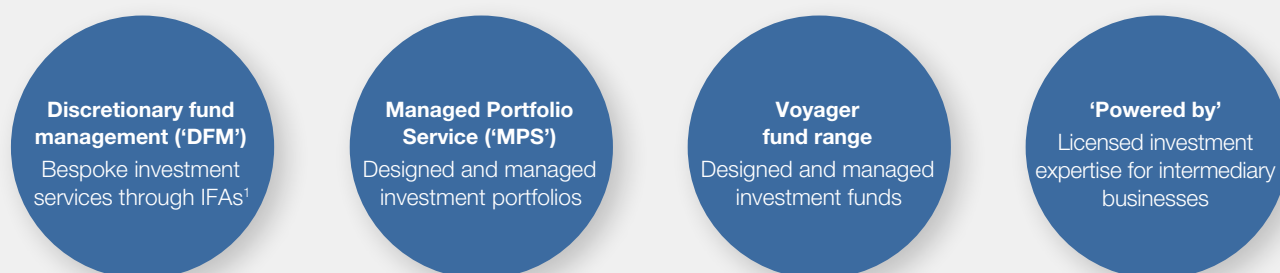 Discretionary fund
management (‘DFM’)
Bespoke investment
services through IFAs¹
Managed Portfolio
Service (‘MPS’)
Designed and managed
investment portfolios
Voyager
fund range
Designed and managed
investment funds
‘Powered by’
Licensed investment
expertise for intermediary
businesses